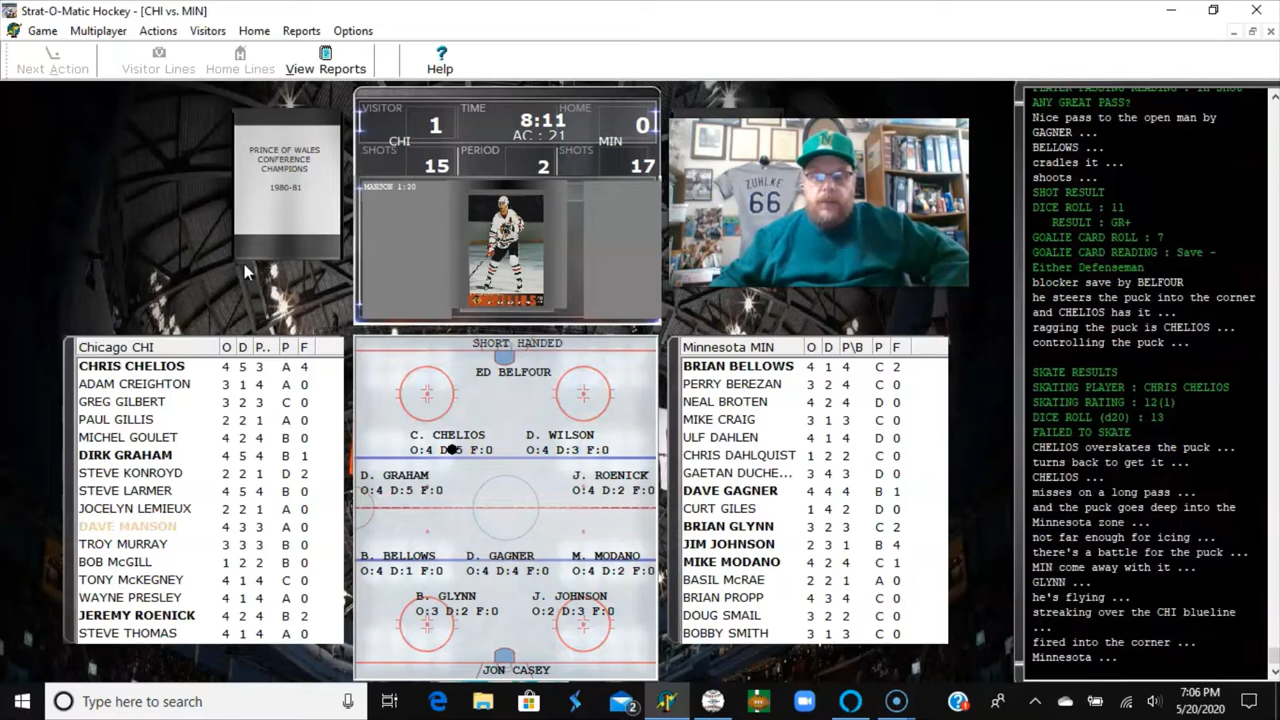 Strat-O-Matic Hockey - [CHI vs. MIN]
Game Multiplayer Actions Visitors Home Reports Options
Next Action Visitor Lines Home Lines View Reports Help
PRINCE OF WALES
CONFERENCE
CHAMPIONS
1980-81
VISITOR TIME HOME
CHI 1 8:11 MIN 0
AC : 21
SHOTS PERIOD SHOTS
15 2 17
MANSON 1:30
ZUHLKE
66
Chicago CHI O D P.. P F
CHRIS CHELIOS 4 5 3 A 4
ADAM CREIGHTON 3 1 4 A 0
GREG GILBERT 3 2 3 C 0
PAUL GILLIS 2 2 1 A 0
MICHEL GOULET 4 2 4 B 0
DIRK GRAHAM 4 5 4 B 1
STEVE KONROYD 2 2 1 D 2
STEVE LARMER 4 5 4 B 0
JOCELYN LEMIEUX 2 2 1 A 0
DAVE MANSON 4 3 3 A 0
TROY MURRAY 3 3 3 B 0
BOB McGILL 1 2 2 B 0
TONY McKEGNEY 4 1 4 C 0
WAYNE PRESLEY 4 1 4 A 0
JEREMY ROENICK 4 2 4 B 2
STEVE THOMAS 4 1 4 A 0
SHORT HANDED
ED BELFOUR
C. CHELIOS D. WILSON
O:4 D:5 F:0 O:4 D:3 F:0
D. GRAHAM J. ROENICK
O:4 D:5 F:0 O:4 D:2 F:0
B. BELLOWS D. GAGNER M. MODANO
O:4 D:1 F:0 O:4 D:4 F:0 O:4 D:2 F:0
B. GLYNN J. JOHNSON
O:3 D:2 F:0 O:2 D:3 F:0
JON CASEY
Minnesota MIN O D P\B P F
BRIAN BELLOWS 4 1 4 C 2
PERRY BEREZAN 3 2 4 C 0
NEAL BROTEN 4 2 4 D 0
MIKE CRAIG 3 1 3 C 0
ULF DAHLEN 4 1 4 D 0
CHRIS DAHLQUIST 1 2 2 C 0
GAETAN DUCHE... 3 4 3 D 0
DAVE GAGNER 4 4 4 B 1
CURT GILES 1 4 2 D 0
BRIAN GLYNN 3 2 3 C 2
JIM JOHNSON 2 3 1 B 4
MIKE MODANO 4 2 4 C 1
BASIL McRAE 2 2 1 A 0
BRIAN PROPP 4 3 4 C 0
DOUG SMAIL 3 2 2 C 0
BOBBY SMITH 3 1 3 C 0
ANY GREAT PASS?
Nice pass to the open man by
GAGNER ...
BELLOWS ...
cradles it ...
shoots ...
SHOT RESULT
DICE ROLL : 11
RESULT : GR+
GOALIE CARD ROLL : 7
GOALIE CARD READING : Save -
Either Defenseman
blocker save by BELFOUR
he steers the puck into the corner
and CHELIOS has it ...
ragging the puck is CHELIOS ...
controlling the puck ...
SKATE RESULTS
SKATING PLAYER : CHRIS CHELIOS
SKATING RATING : 12(1)
DICE ROLL (d20) : 13
FAILED TO SKATE
CHELIOS overskates the puck ...
turns back to get it ...
CHELIOS ...
misses on a long pass ...
and the puck goes deep into the
Minnesota zone ...
not far enough for icing ...
there's a battle for the puck ...
MIN come away with it ...
GLYNN ...
he's flying ...
streaking over the CHI blueline
...
fired into the corner ...
Minnesota ...
Type here to search
2
7:06 PM
5/20/2020